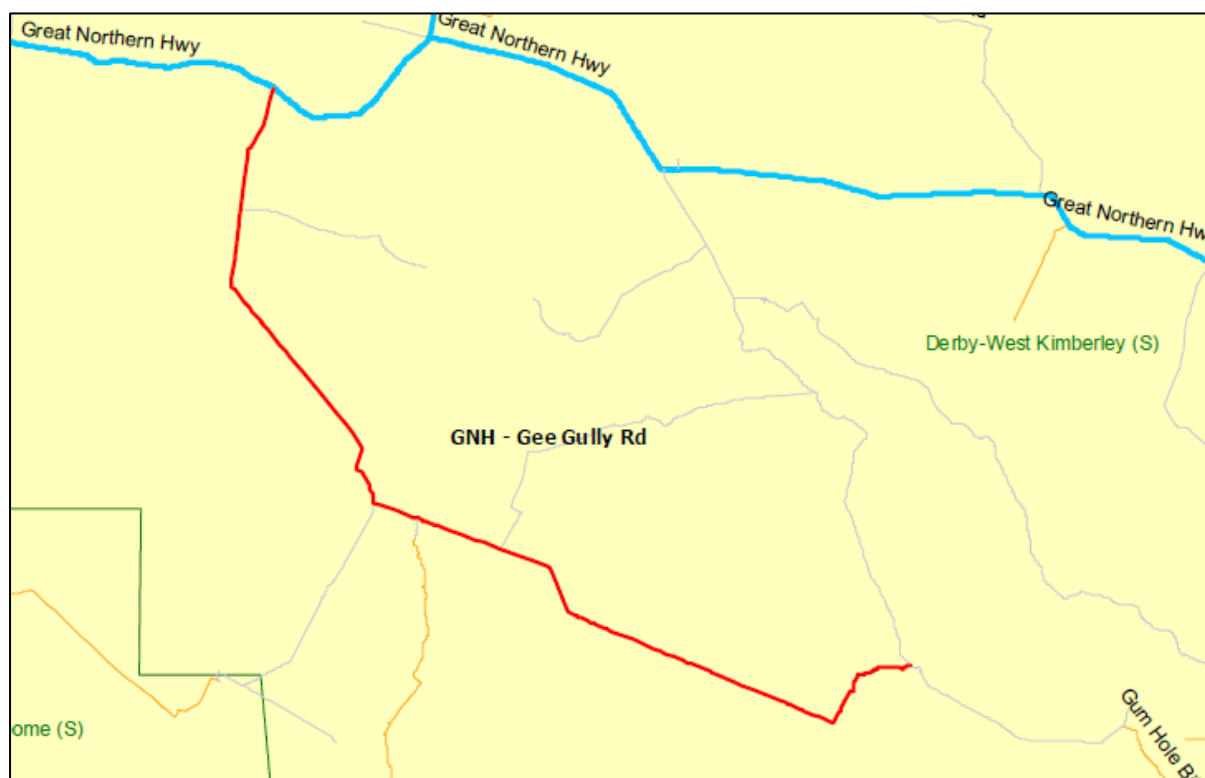 Great Northern Hwy
Great Northern Hwy
Great Northern Hw
Derby-West Kimberley (S)
GNH - Gee Gully Rd
Gum Hole B
ome (S)